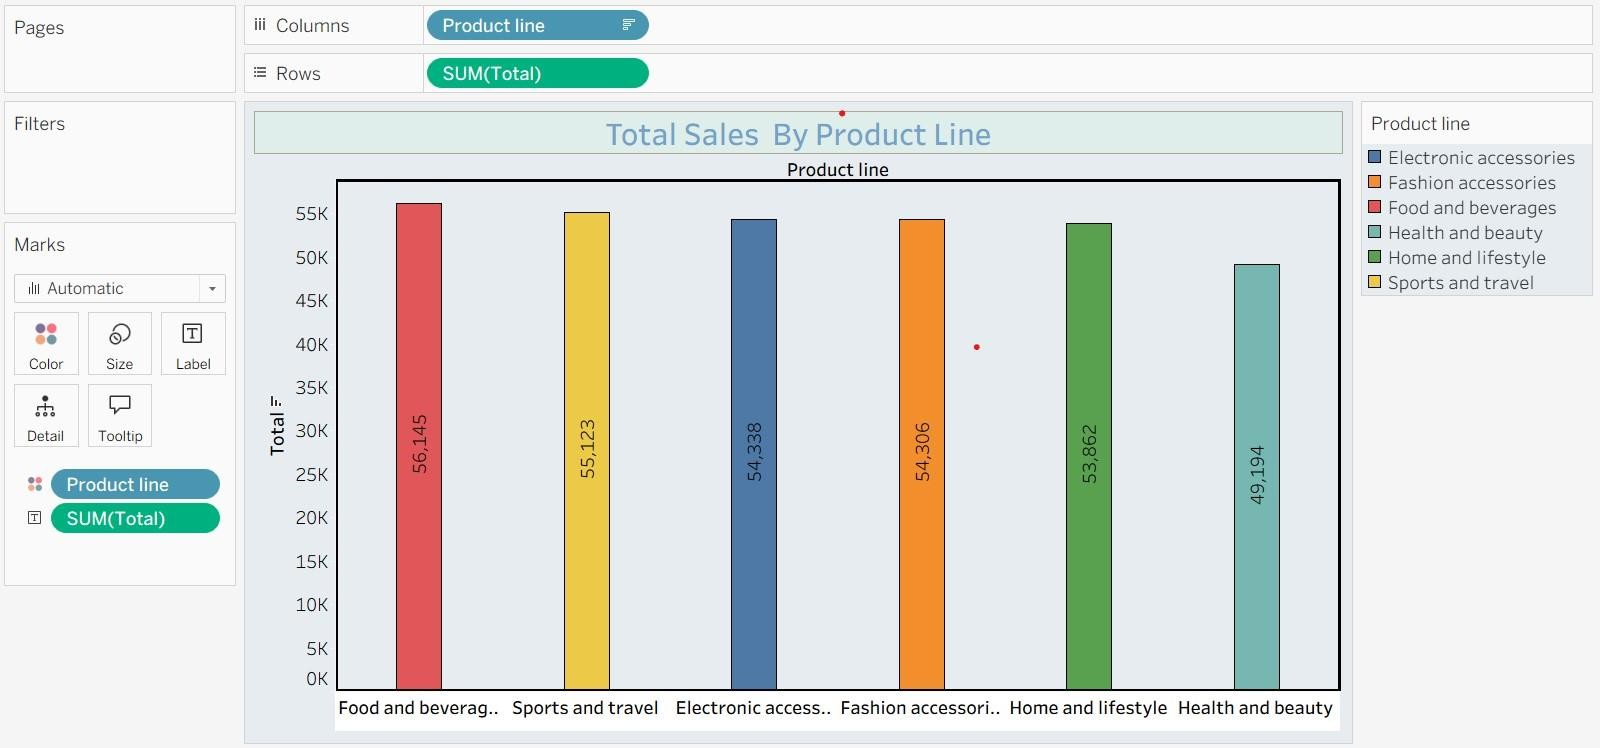 Pages
Columns
Product line
Rows
SUM(Total)
Filters
Marks
Automatic
Color
Size
Label
Detail
Tooltip
Product line
SUM(Total)
Total Sales  By Product Line
Product line
Total
55K
50K
45K
40K
35K
30K
25K
20K
15K
10K
5K
0K
56,145
55,123
54,338
54,306
53,862
49,194
Food and beverag..
Sports and travel
Electronic access..
Fashion accessori..
Home and lifestyle
Health and beauty
Product line
Electronic accessories
Fashion accessories
Food and beverages
Health and beauty
Home and lifestyle
Sports and travel